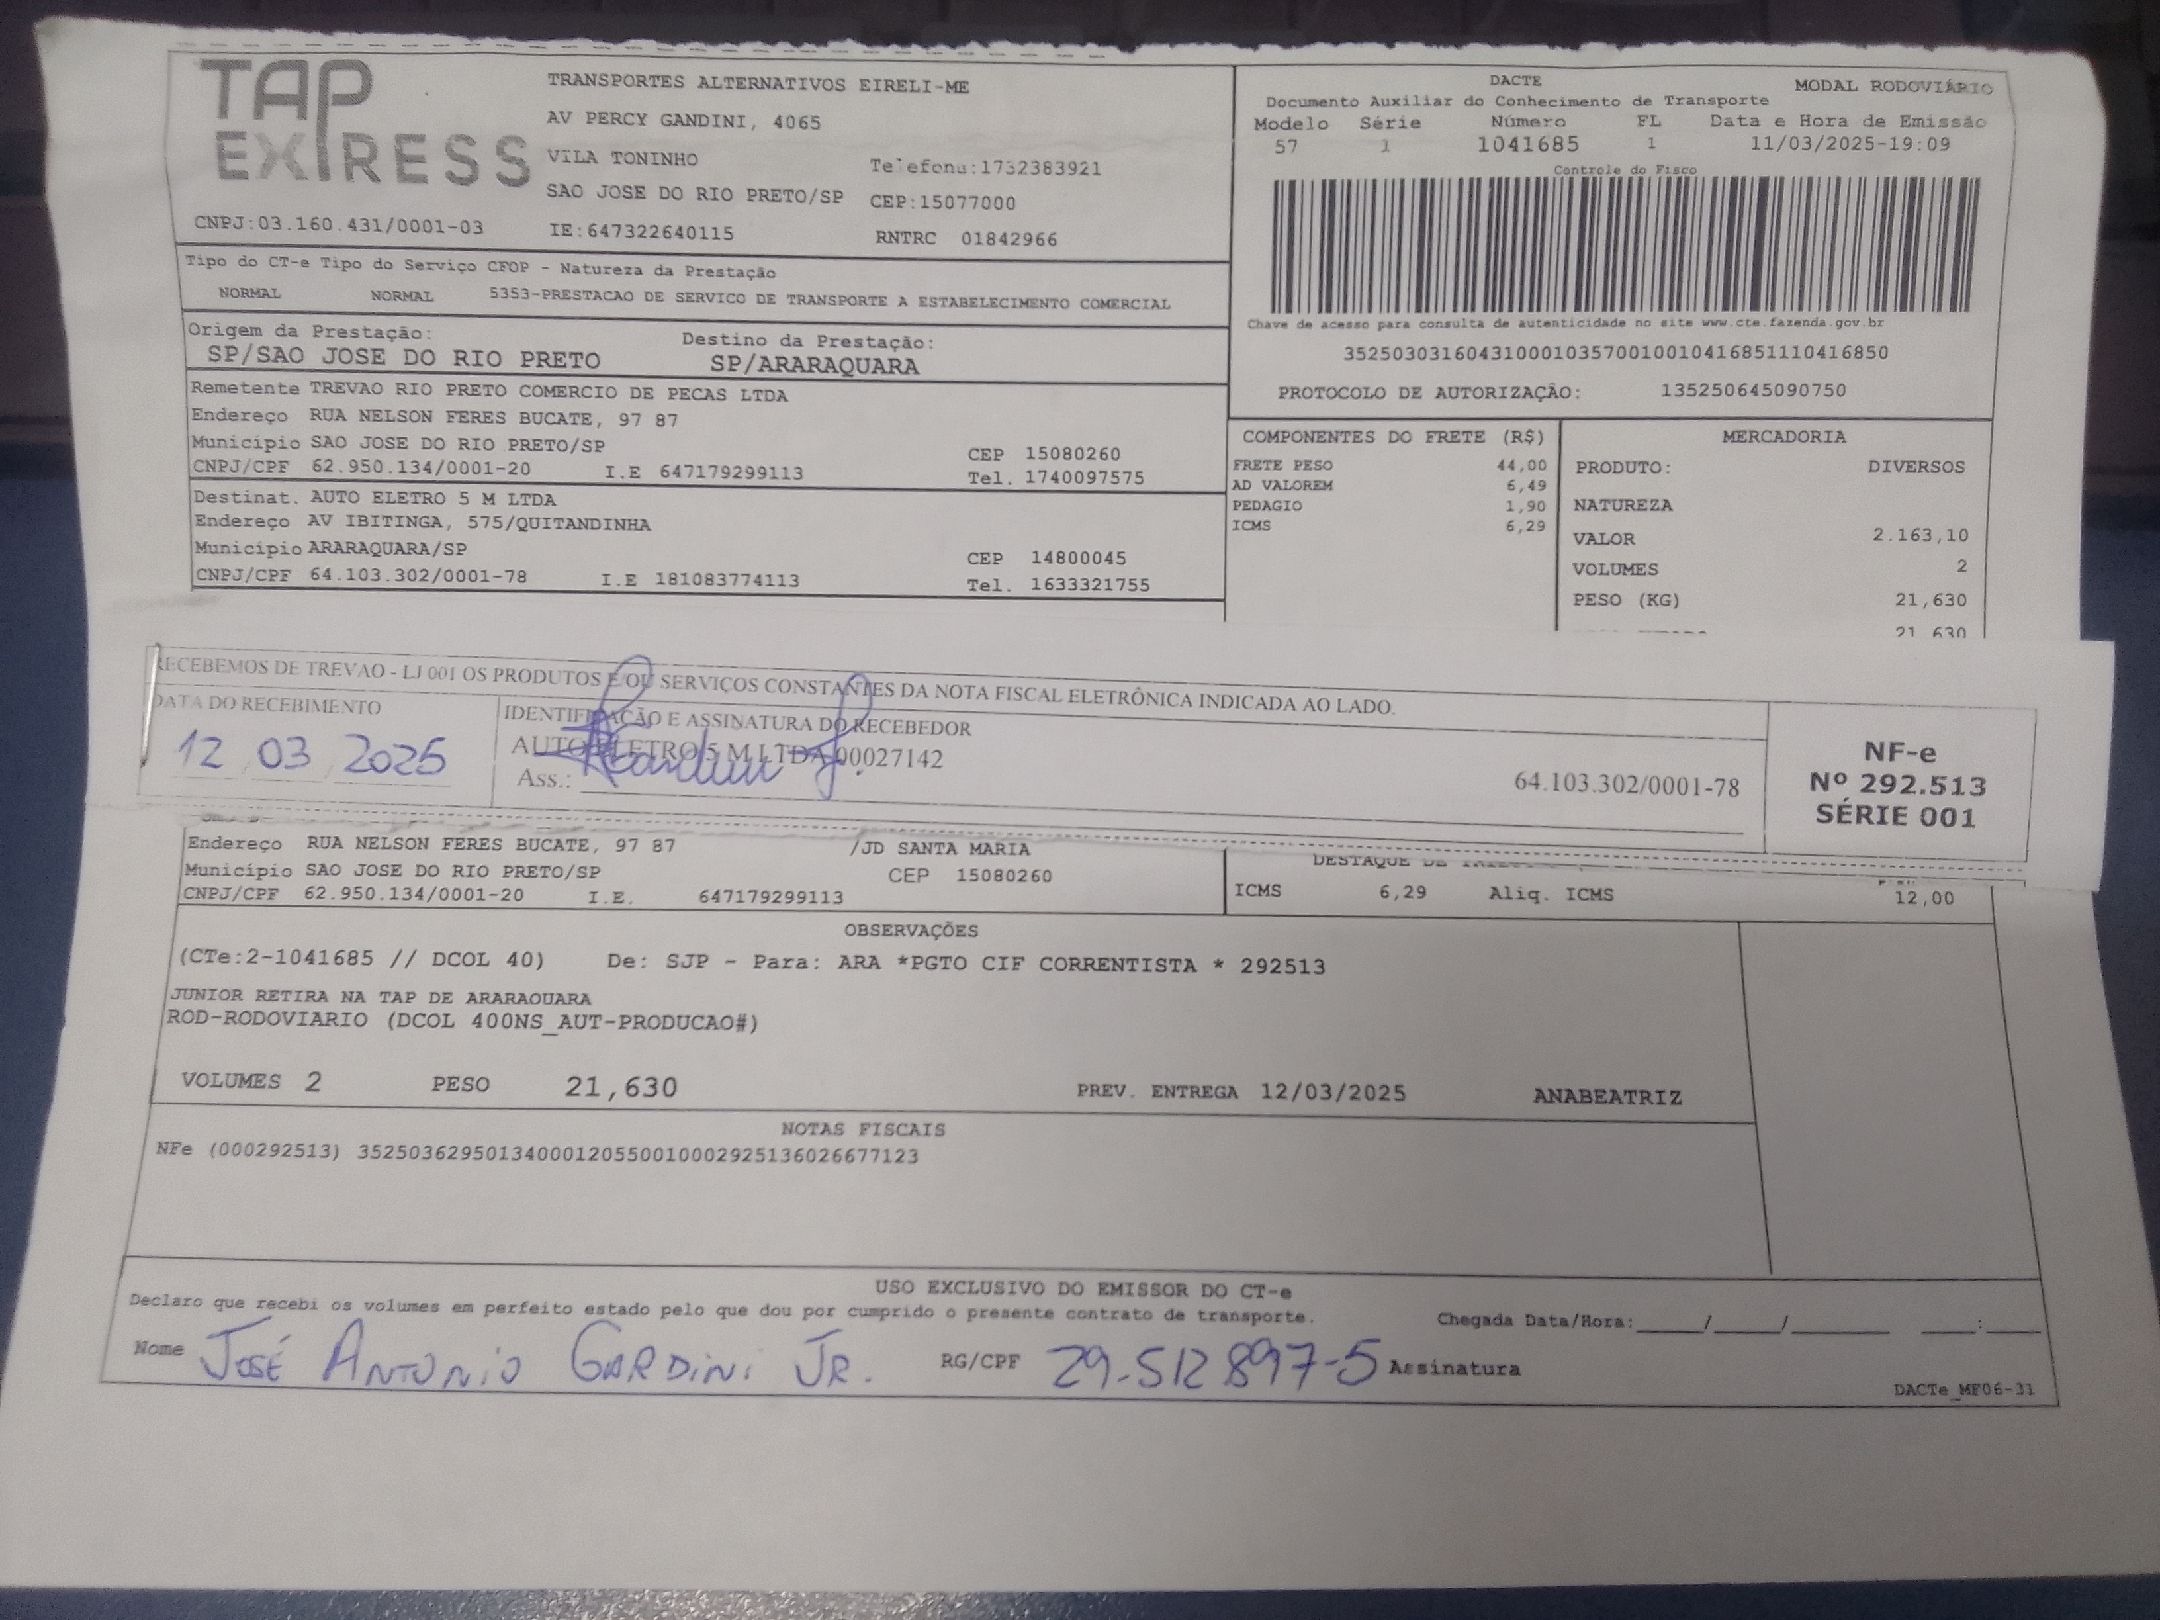 TAP EXPRESS
TRANSPORTES ALTERNATIVOS EIRELI-ME
AV PERCY GANDINI, 4065
VILA TONINHO
Telefone:1732383921
SAO JOSE DO RIO PRETO/SP CEP:15077000
CNPJ:03.160.431/0001-03 IE:647322640115 RNTRC 01842966
DACTE MODAL RODOVIÁRIO
Documento Auxiliar do Conhecimento de Transporte
Modelo Série Número FL Data e Hora de Emissão
57 1 1041685 1 11/03/2025-19:09
Controle do Fisco
Chave de acesso para consulta de autenticidade no site www.cte.fazenda.gov.br
35250303160431000103570010010416851110416850
PROTOCOLO DE AUTORIZAÇÃO: 135250645090750
Tipo do CT-e Tipo do Serviço CFOP - Natureza da Prestação
NORMAL NORMAL 5353-PRESTACAO DE SERVICO DE TRANSPORTE A ESTABELECIMENTO COMERCIAL
Origem da Prestação: Destino da Prestação:
SP/SAO JOSE DO RIO PRETO SP/ARARAQUARA
Remetente TREVAO RIO PRETO COMERCIO DE PECAS LTDA
Endereço RUA NELSON FERES BUCATE, 97 87
Município SAO JOSE DO RIO PRETO/SP CEP 15080260
CNPJ/CPF 62.950.134/0001-20 I.E 647179299113 Tel. 1740097575
Destinat. AUTO ELETRO 5 M LTDA
Endereço AV IBITINGA, 575/QUITANDINHA
Município ARARAQUARA/SP CEP 14800045
CNPJ/CPF 64.103.302/0001-78 I.E 181083774113 Tel. 1633321755
COMPONENTES DO FRETE (R$)
FRETE PESO 44,00
AD VALOREM 6,49
PEDAGIO 1,90
ICMS 6,29
MERCADORIA
PRODUTO: DIVERSOS
NATUREZA
VALOR 2.163,10
VOLUMES 2
PESO (KG) 21,630
21,630
RECEBEMOS DE TREVAO - LJ 001 OS PRODUTOS E/OU SERVIÇOS CONSTANTES DA NOTA FISCAL ELETRÔNICA INDICADA AO LADO.
DATA DO RECEBIMENTO
12 03 2025
IDENTIFICAÇÃO E ASSINATURA DO RECEBEDOR
AUTO ELETRO 5 M LTDA 00027142
Ass.:
64.103.302/0001-78
NF-e
Nº 292.513
SÉRIE 001
Endereço RUA NELSON FERES BUCATE, 97 87 /JD SANTA MARIA
Município SAO JOSE DO RIO PRETO/SP CEP 15080260
CNPJ/CPF 62.950.134/0001-20 I.E. 647179299113
DESTAQUE DE
ICMS 6,29 Aliq. ICMS 12,00
OBSERVAÇÕES
(CTe:2-1041685 // DCOL 40) De: SJP - Para: ARA *PGTO CIF CORRENTISTA * 292513
JUNIOR RETIRA NA TAP DE ARARAQUARA
ROD-RODOVIARIO (DCOL 400NS_AUT-PRODUCAO#)
VOLUMES 2 PESO 21,630 PREV. ENTREGA 12/03/2025 ANABEATRIZ
NOTAS FISCAIS
NFe (000292513) 35250362950134000120550010002925136026677123
USO EXCLUSIVO DO EMISSOR DO CT-e
Declaro que recebi os volumes em perfeito estado pelo que dou por cumprido o presente contrato de transporte.
Chegada Data/Hora:_____/_____/_______ ____:____
Nome JOSÉ ANTONIO GARDINI JR. RG/CPF 29.512897-5 Assinatura
DACTe_MF06-31